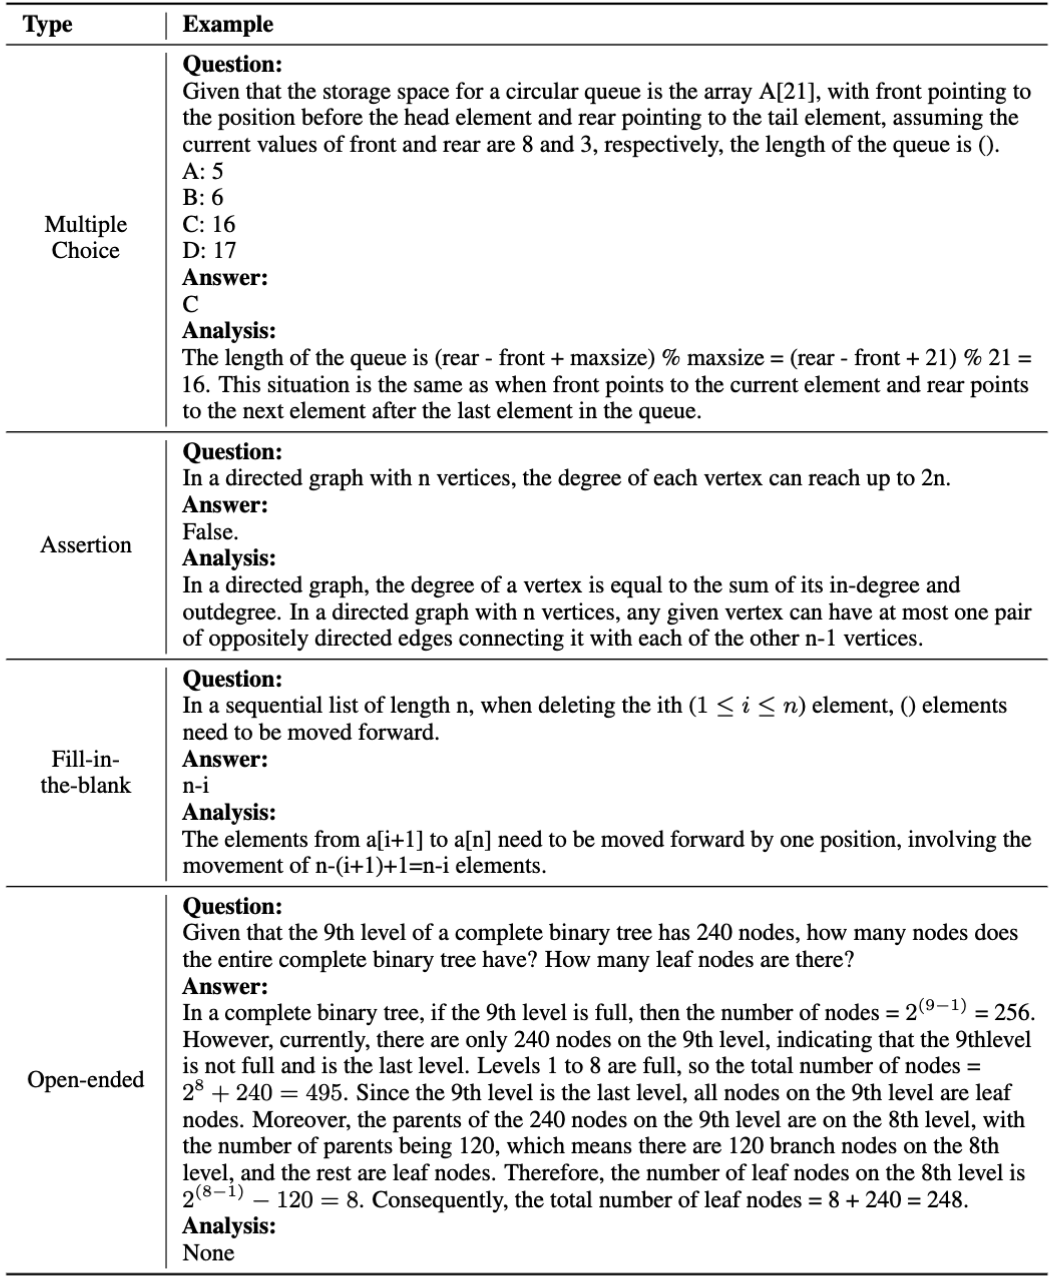 Type Example
Question:
Given that the storage space for a circular queue is the array A[21], with front pointing to
the position before the head element and rear pointing to the tail element, assuming the
current values of front and rear are 8 and 3, respectively, the length of the queue is ().
A: 5
B: 6
C: 16
D: 17
Answer:
C
Analysis:
The length of the queue is (rear - front + maxsize) % maxsize = (rear - front + 21) % 21 =
16. This situation is the same as when front points to the current element and rear points
to the next element after the last element in the queue.
Multiple
Choice
Question:
In a directed graph with n vertices, the degree of each vertex can reach up to 2n.
Answer:
False.
Analysis:
In a directed graph, the degree of a vertex is equal to the sum of its in-degree and
outdegree. In a directed graph with n vertices, any given vertex can have at most one pair
of oppositely directed edges connecting it with each of the other n-1 vertices.
Assertion
Question:
In a sequential list of length n, when deleting the ith (1 ≤ i ≤ n) element, () elements
need to be moved forward.
Answer:
n-i
Analysis:
The elements from a[i+1] to a[n] need to be moved forward by one position, involving the
movement of n-(i+1)+1=n-i elements.
Fill-in-
the-blank
Question:
Given that the 9th level of a complete binary tree has 240 nodes, how many nodes does
the entire complete binary tree have? How many leaf nodes are there?
Answer:
In a complete binary tree, if the 9th level is full, then the number of nodes = 2^(9−1) = 256.
However, currently, there are only 240 nodes on the 9th level, indicating that the 9thlevel
is not full and is the last level. Levels 1 to 8 are full, so the total number of nodes =
2^8 + 240 = 495. Since the 9th level is the last level, all nodes on the 9th level are leaf
nodes. Moreover, the parents of the 240 nodes on the 9th level are on the 8th level, with
the number of parents being 120, which means there are 120 branch nodes on the 8th
level, and the rest are leaf nodes. Therefore, the number of leaf nodes on the 8th level is
2^(8−1) − 120 = 8. Consequently, the total number of leaf nodes = 8 + 240 = 248.
Analysis:
None
Open-ended